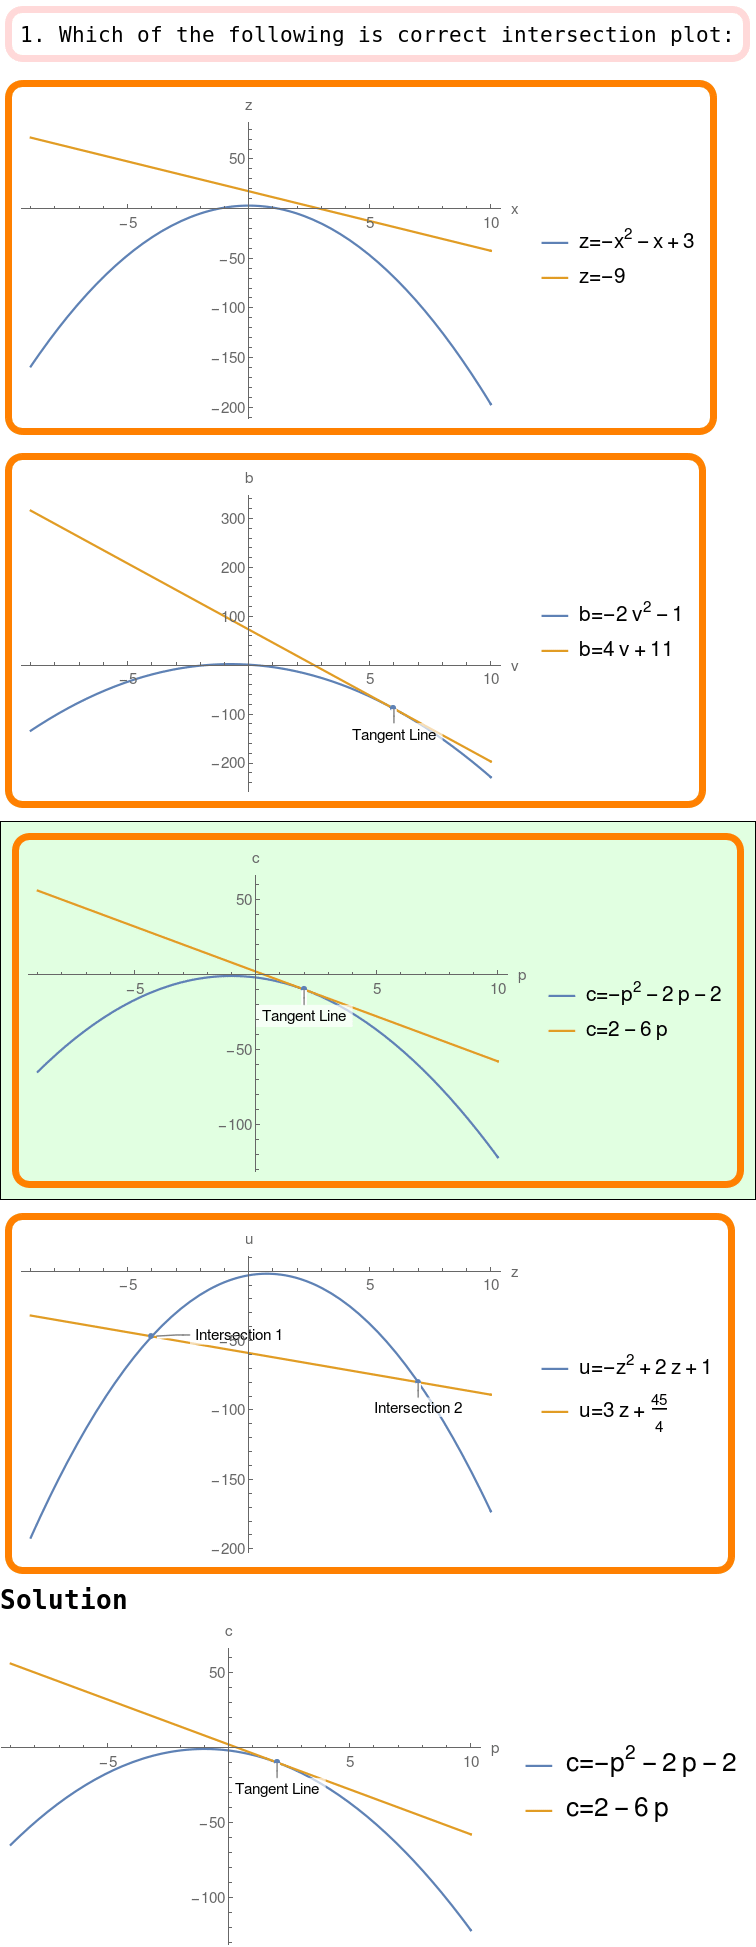 1. Which of the following is correct intersection plot:
z
50
−5 5 10 x
−50
−100
−150
−200
z=−x² − x + 3
z=−9
b
300
200
100
−5 5 10 v
−100
Tangent Line
−200
b=−2 v² − 1
b=4 v + 11
c
50
−5 5 10 p
Tangent Line
−50
−100
c=−p² − 2 p − 2
c=2 − 6 p
u
−5 5 10 z
Intersection 1
−50
Intersection 2
−100
−150
−200
u=−z² + 2 z + 1
u=3 z + 45/4
Solution
c
50
−5 5 10 p
Tangent Line
−50
−100
c=−p² − 2 p − 2
c=2 − 6 p